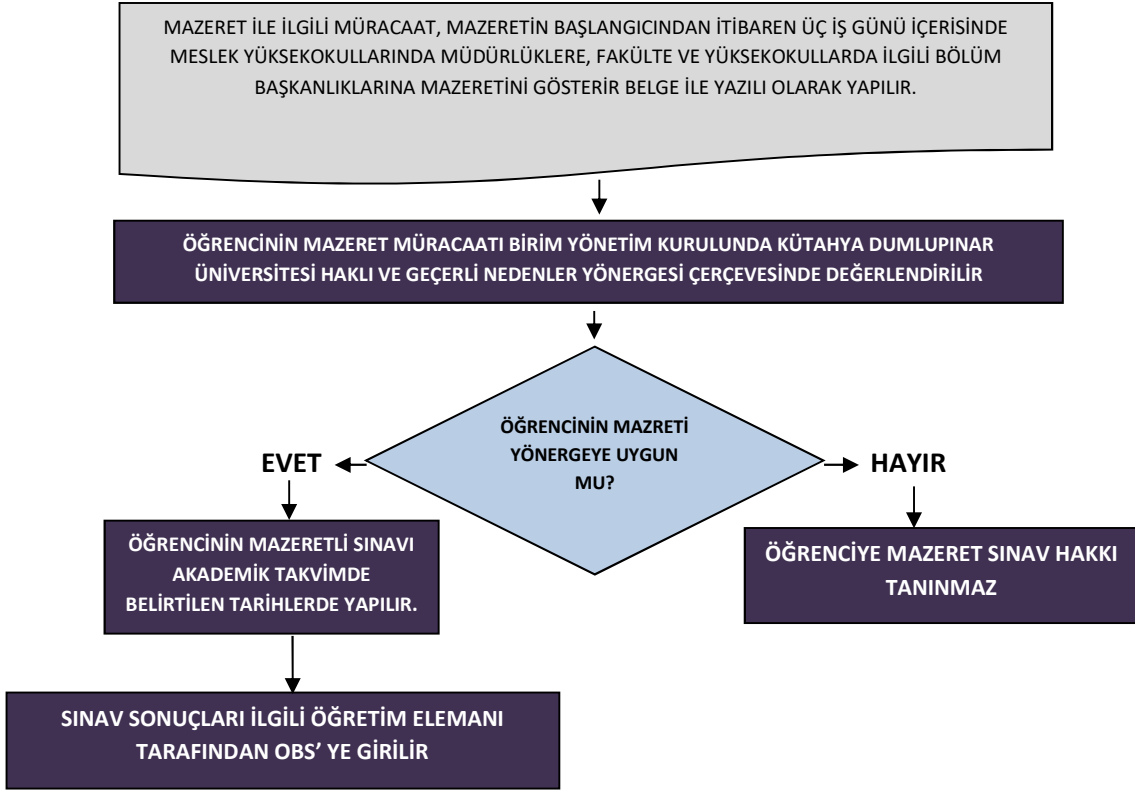 MAZERET İLE İLGİLİ MÜRACAAT, MAZERETİN BAŞLANGICINDAN İTİBAREN ÜÇ İŞ GÜNÜ İÇERİSİNDE
MESLEK YÜKSEKOKULLARINDA MÜDÜRLÜKLERE, FAKÜLTE VE YÜKSEKOKULLARDA İLGİLİ BÖLÜM
BAŞKANLIKLARINA MAZERETİNİ GÖSTERİR BELGE İLE YAZILI OLARAK YAPILIR.
ÖĞRENCİNİN MAZERET MÜRACAATI BİRİM YÖNETİM KURULUNDA KÜTAHYA DUMLUPINAR
ÜNİVERSİTESİ HAKLI VE GEÇERLİ NEDENLER YÖNERGESİ ÇERÇEVESİNDE DEĞERLENDİRİLİR
ÖĞRENCİNİN MAZRETİ
YÖNERGEYE UYGUN
MU?
EVET
HAYIR
ÖĞRENCİNİN MAZERETLİ SINAVI
AKADEMİK TAKVİMDE
BELİRTİLEN TARİHLERDE YAPILIR.
ÖĞRENCİYE MAZERET SINAV HAKKI
TANINMAZ
SINAV SONUÇLARI İLGİLİ ÖĞRETİM ELEMANI
TARAFINDAN OBS’ YE GİRİLİR